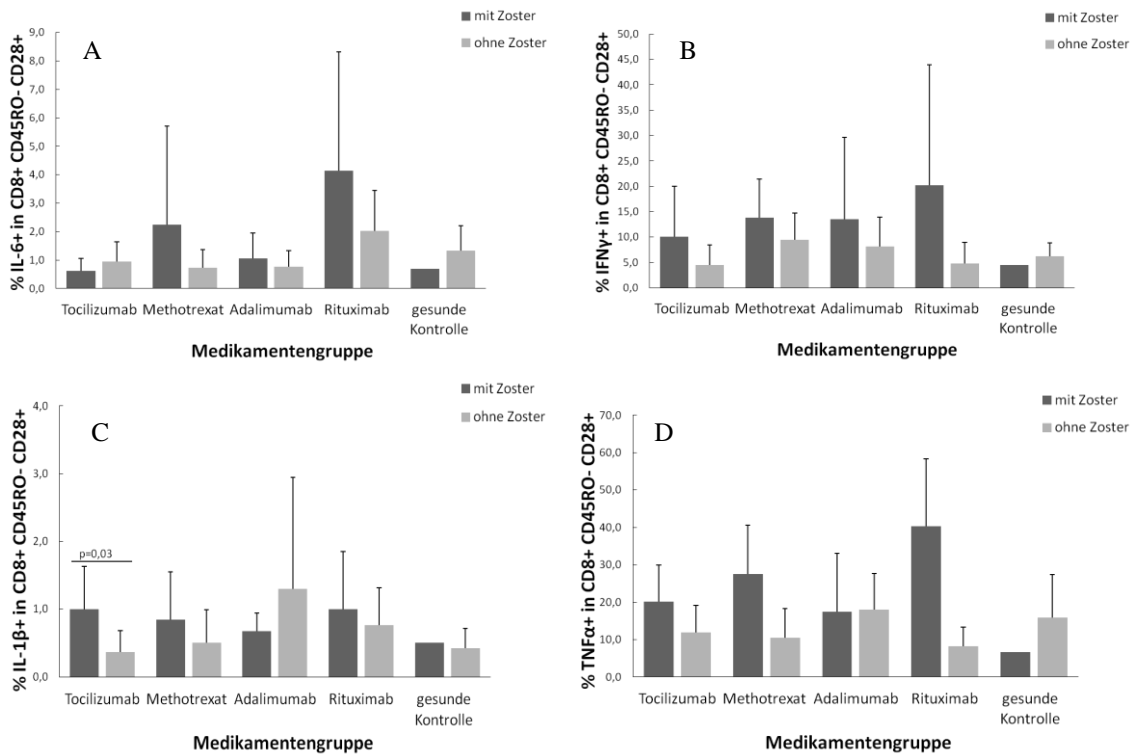 A
mit Zoster
ohne Zoster
% IL-6+ in CD8+ CD45RO- CD28+
9,0
8,0
7,0
6,0
5,0
4,0
3,0
2,0
1,0
0,0
Tocilizumab Methotrexat Adalimumab Rituximab gesunde
Kontrolle
Medikamentengruppe
B
mit Zoster
ohne Zoster
% IFNγ+ in CD8+ CD45RO- CD28+
50,0
45,0
40,0
35,0
30,0
25,0
20,0
15,0
10,0
5,0
0,0
Tocilizumab Methotrexat Adalimumab Rituximab gesunde
Kontrolle
Medikamentengruppe
C
mit Zoster
ohne Zoster
% IL-1β+ in CD8+ CD45RO- CD28+
4,0
3,0
2,0
1,0
0,0
p=0,03
Tocilizumab Methotrexat Adalimumab Rituximab gesunde
Kontrolle
Medikamentengruppe
D
mit Zoster
ohne Zoster
% TNFα+ in CD8+ CD45RO- CD28+
70,0
60,0
50,0
40,0
30,0
20,0
10,0
0,0
Tocilizumab Methotrexat Adalimumab Rituximab gesunde
Kontrolle
Medikamentengruppe